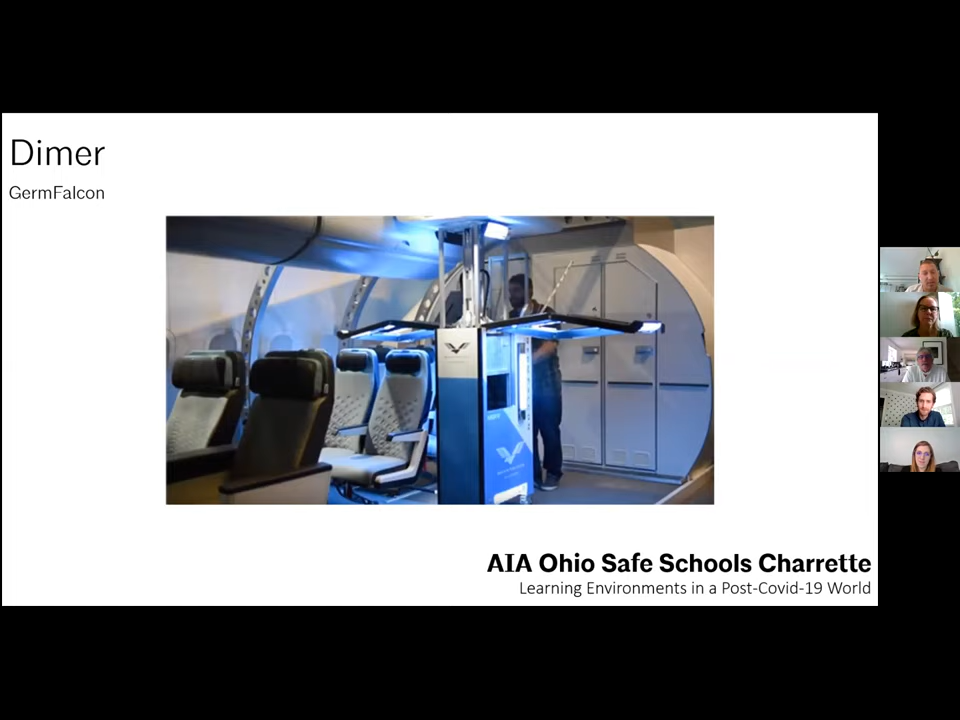 Dimer
GermFalcon
AIA Ohio Safe Schools Charrette
Learning Environments in a Post-Covid-19 World